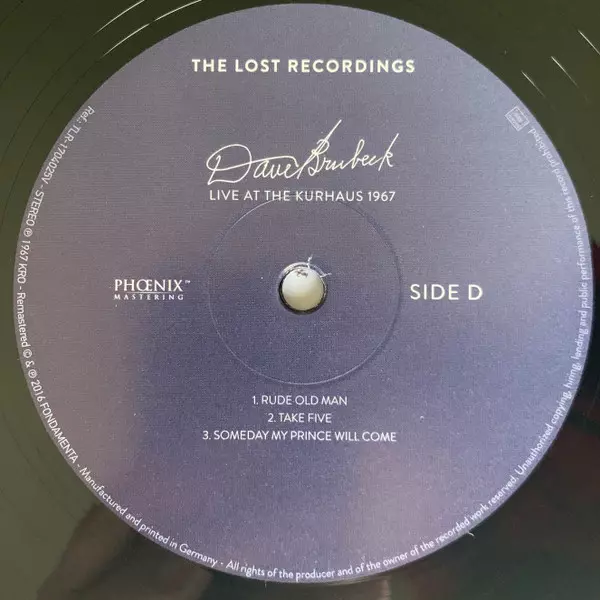 THE LOST RECORDINGS
Dave Brubeck
LIVE AT THE KURHAUS 1967
PHŒNIX™
MASTERING
SIDE D
1. RUDE OLD MAN
2. TAKE FIVE
3. SOMEDAY MY PRINCE WILL COME
Ref.: TLR-1704025V - STEREO ℗ 1967 KRO - Remastered © & ℗ 2016 FONDAMENTA - Manufactured and printed in Germany - All rights of the producer and of the owner of the recorded work reserved. Unauthorized copying, hiring, lending and public performance of this record prohibited.